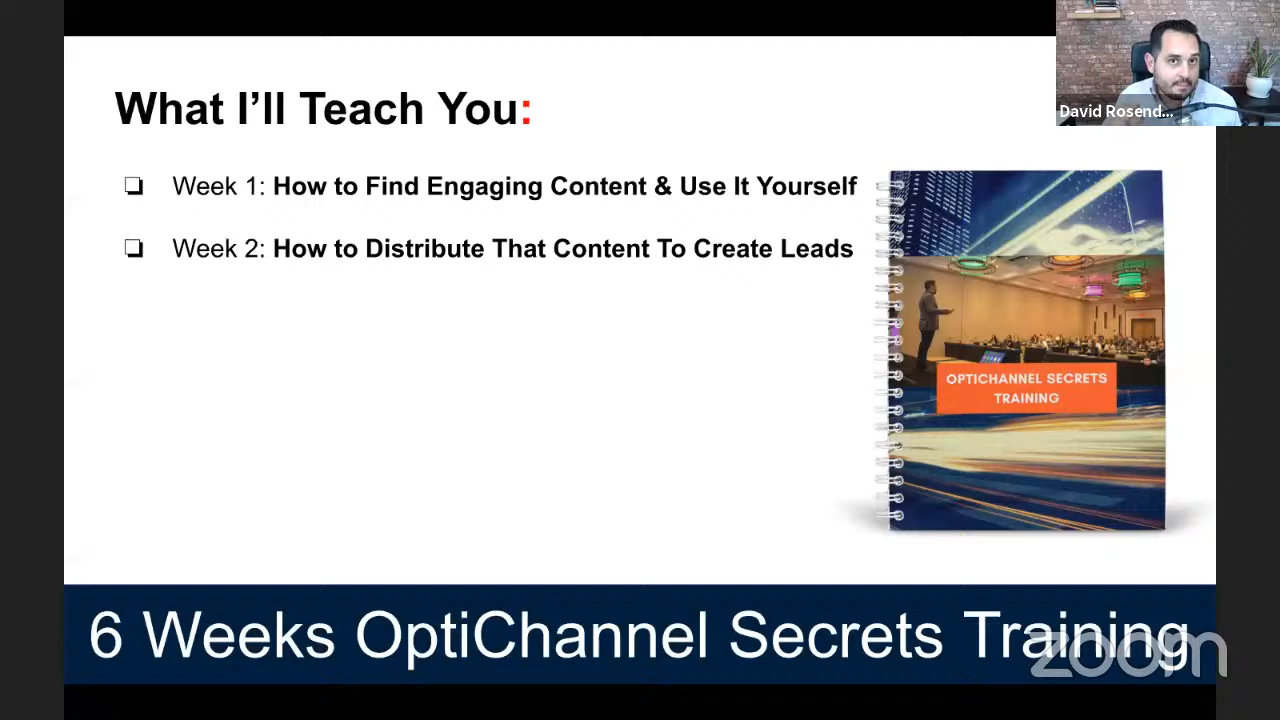 What I’ll Teach You:
David Rosend...
❏ Week 1: How to Find Engaging Content & Use It Yourself
❏ Week 2: How to Distribute That Content To Create Leads
OPTICHANNEL SECRETS
TRAINING
6 Weeks OptiChannel Secrets Training
zoom